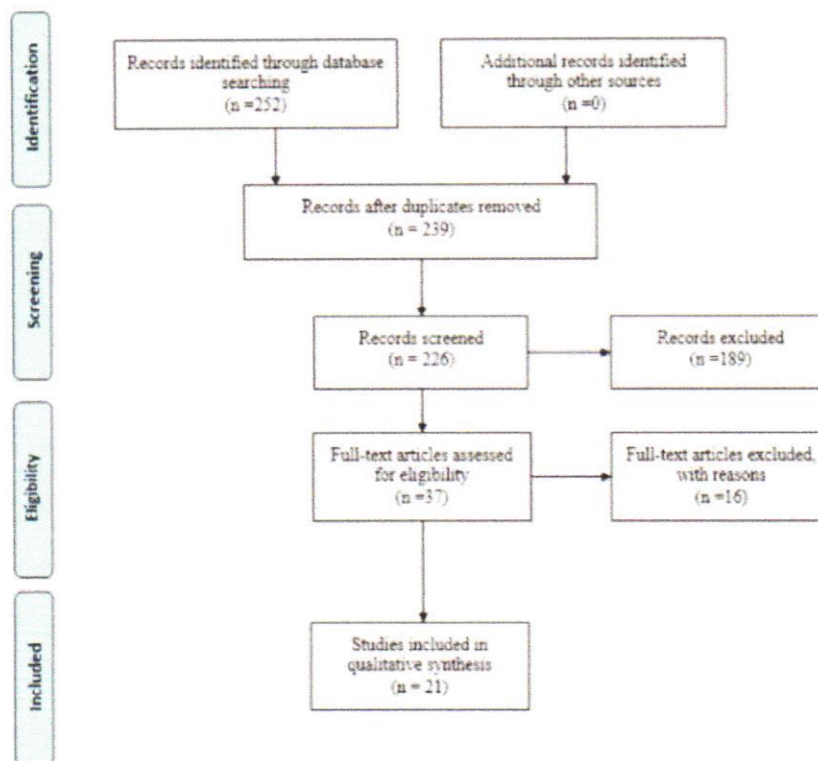 Identification
Records identified through database
searching
(n =252)
Additional records identified
through other sources
(n =0)
Screening
Records after duplicates removed
(n = 239)
Records screened
(n = 226)
Records excluded
(n =189)
Eligibility
Full-text articles assessed
for eligibility
(n =37)
Full-text articles excluded,
with reasons
(n =16)
Included
Studies included in
qualitative synthesis
(n = 21)